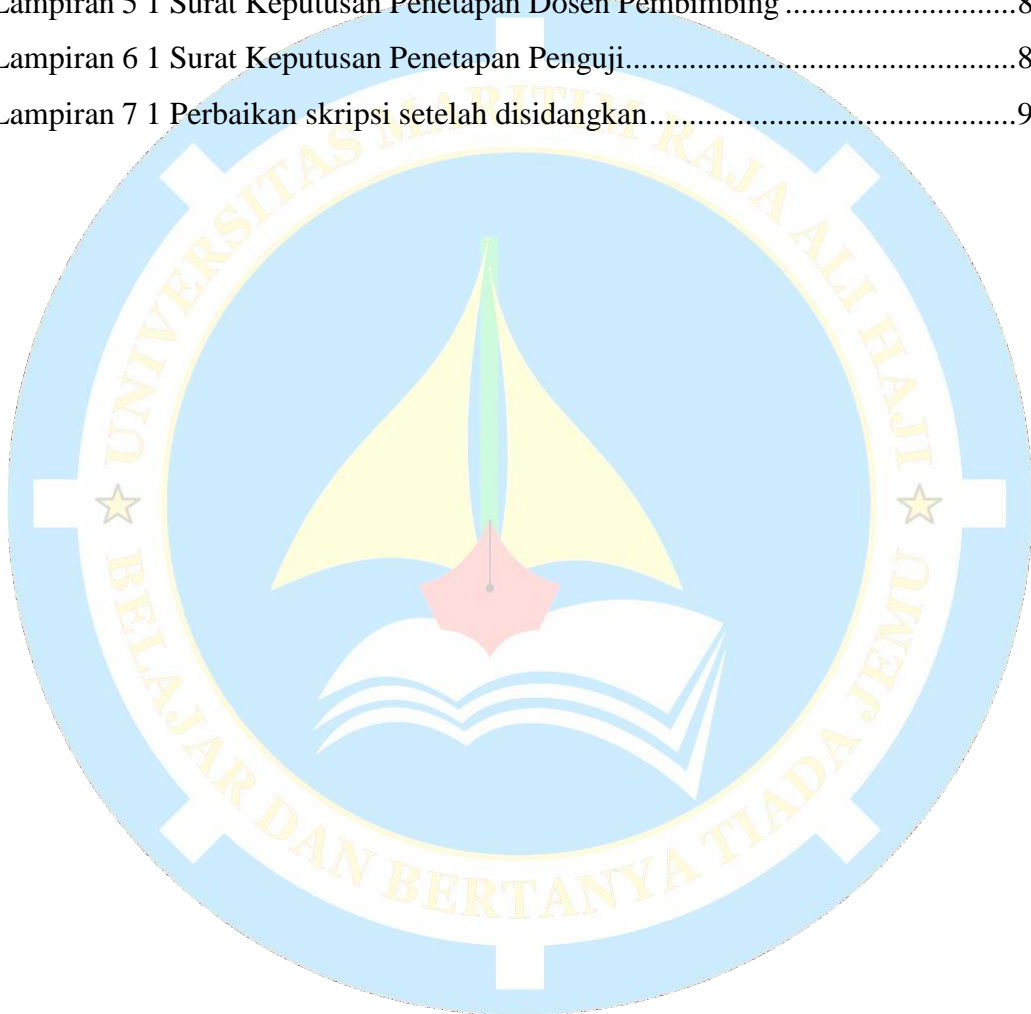 Lampiran 5 1 Surat Keputusan Penetapan Dosen Pembimbing ............................8
Lampiran 6 1 Surat Keputusan Penetapan Penguji................................................8
Lampiran 7 1 Perbaikan skripsi setelah disidangkan.............................................9
UNIVERSITAS MARITIM RAJA ALI HAJI
BELAJAR DAN BERTANYA TIADA JEMU